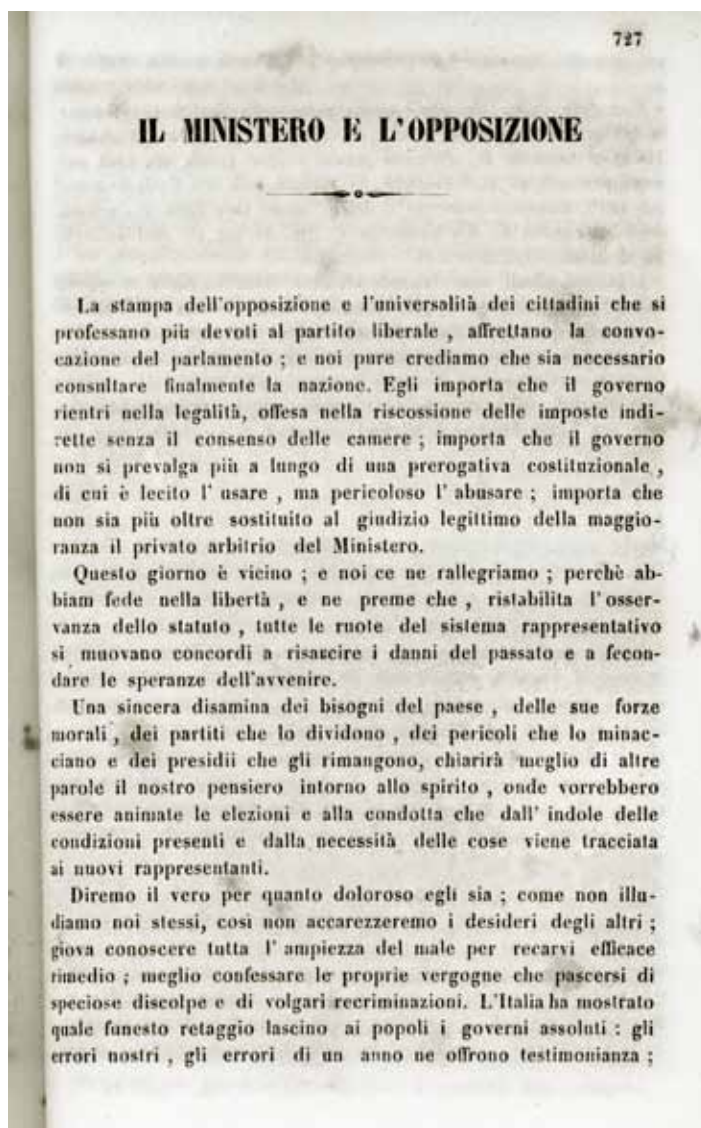 727
IL MINISTERO E L'OPPOSIZIONE
La stampa dell'opposizione e l'universalità dei cittadini che si
professano più devoti al partito liberale , affrettano la convo-
cazione del parlamento ; e noi pure crediamo che sia necessario
consultare finalmente la nazione. Egli importa che il governo
rientri nella legalità, offesa nella riscossione delle imposte indi-
rette senza il consenso delle camere ; importa che il governo
non si prevalga più a lungo di una prerogativa costituzionale ,
di cui è lecito l' usare , ma pericoloso l' abusare ; importa che
non sia più oltre sostituito al giudizio legittimo della maggio-
ranza il privato arbitrio del Ministero.
Questo giorno è vicino ; e noi ce ne rallegriamo ; perchè ab-
biam fede nella libertà , e ne preme che , ristabilita l'osser-
vanza dello statuto , tutte le ruote del sistema rappresentativo
si muovano concordi a risarcire i danni del passato e a fecon-
dare le speranze dell'avvenire.
Una sincera disamina dei bisogni del paese , delle sue forze
morali , dei partiti che lo dividono , dei pericoli che lo minac-
ciano e dei presidii che gli rimangono, chiarirà meglio di altre
parole il nostro pensiero intorno allo spirito , onde vorrebbero
essere animate le elezioni e alla condotta che dall' indole delle
condizioni presenti e dalla necessità delle cose viene tracciata
ai nuovi rappresentanti.
Diremo il vero per quanto doloroso egli sia ; come non illu-
diamo noi stessi, così non accarezzeremo i desideri degli altri ;
giova conoscere tutta l' ampiezza del male per recarvi efficace
rimedio ; meglio confessare le proprie vergogne che pascersi di
speciose discolpe e di volgari recriminazioni. L'Italia ha mostrato
quale funesto retaggio lascino ai popoli i governi assoluti : gli
errori nostri , gli errori di un anno ne offrono testimonianza ;